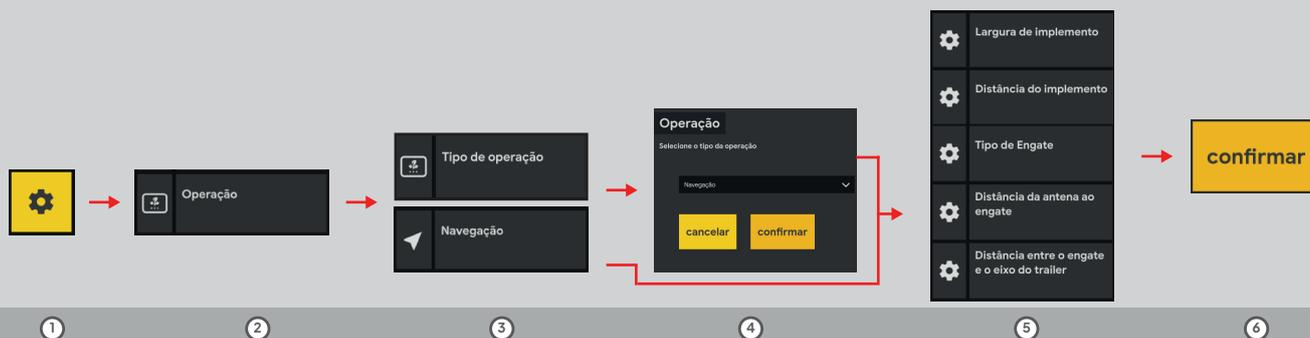 Operação
Tipo de operação
Navegação
Operação
Selecione o tipo da operação
Navegação
cancelar
confirmar
Largura de implemento
Distância do implemento
Tipo de Engate
Distância da antena ao
engate
Distância entre o engate
e o eixo do trailer
confirmar
1
2
3
4
5
6